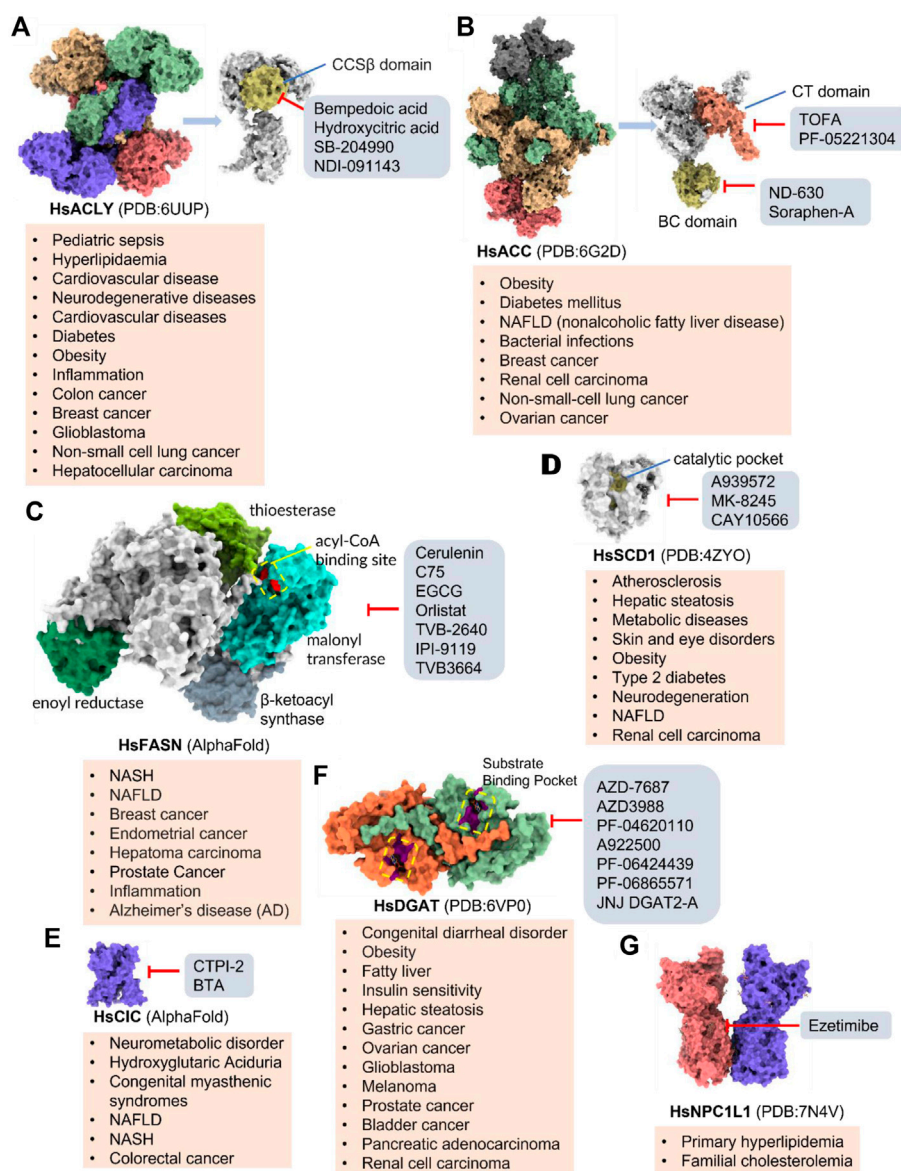 A
CCSβ domain
Bempedoic acid
Hydroxycitric acid
SB-204990
NDI-091143
HsACLY (PDB:6UUP)
• Pediatric sepsis
• Hyperlipidaemia
• Cardiovascular disease
• Neurodegenerative diseases
• Cardiovascular diseases
• Diabetes
• Obesity
• Inflammation
• Colon cancer
• Breast cancer
• Glioblastoma
• Non-small cell lung cancer
• Hepatocellular carcinoma
B
CT domain
TOFA
PF-05221304
ND-630
Soraphen-A
BC domain
HsACC (PDB:6G2D)
• Obesity
• Diabetes mellitus
• NAFLD (nonalcoholic fatty liver disease)
• Bacterial infections
• Breast cancer
• Renal cell carcinoma
• Non-small-cell lung cancer
• Ovarian cancer
C
thioesterase
acyl-CoA
binding site
Cerulenin
C75
EGCG
Orlistat
TVB-2640
IPI-9119
TVB3664
malonyl
transferase
enoyl reductase
β-ketoacyl
synthase
HsFASN (AlphaFold)
• NASH
• NAFLD
• Breast cancer
• Endometrial cancer
• Hepatoma carcinoma
• Prostate Cancer
• Inflammation
• Alzheimer's disease (AD)
D
catalytic pocket
A939572
MK-8245
CAY10566
HsSCD1 (PDB:4ZYO)
• Atherosclerosis
• Hepatic steatosis
• Metabolic diseases
• Skin and eye disorders
• Obesity
• Type 2 diabetes
• Neurodegeneration
• NAFLD
• Renal cell carcinoma
E
CTPI-2
BTA
HsCIC (AlphaFold)
• Neurometabolic disorder
• Hydroxyglutaric Aciduria
• Congenital myasthenic
syndromes
• NAFLD
• NASH
• Colorectal cancer
F
Substrate
Binding Pocket
AZD-7687
AZD3988
PF-04620110
A922500
PF-06424439
PF-06865571
JNJ DGAT2-A
HsDGAT (PDB:6VP0)
• Congenital diarrheal disorder
• Obesity
• Fatty liver
• Insulin sensitivity
• Hepatic steatosis
• Gastric cancer
• Ovarian cancer
• Glioblastoma
• Melanoma
• Prostate cancer
• Bladder cancer
• Pancreatic adenocarcinoma
• Renal cell carcinoma
G
Ezetimibe
HsNPC1L1 (PDB:7N4V)
• Primary hyperlipidemia
• Familial cholesterolemia